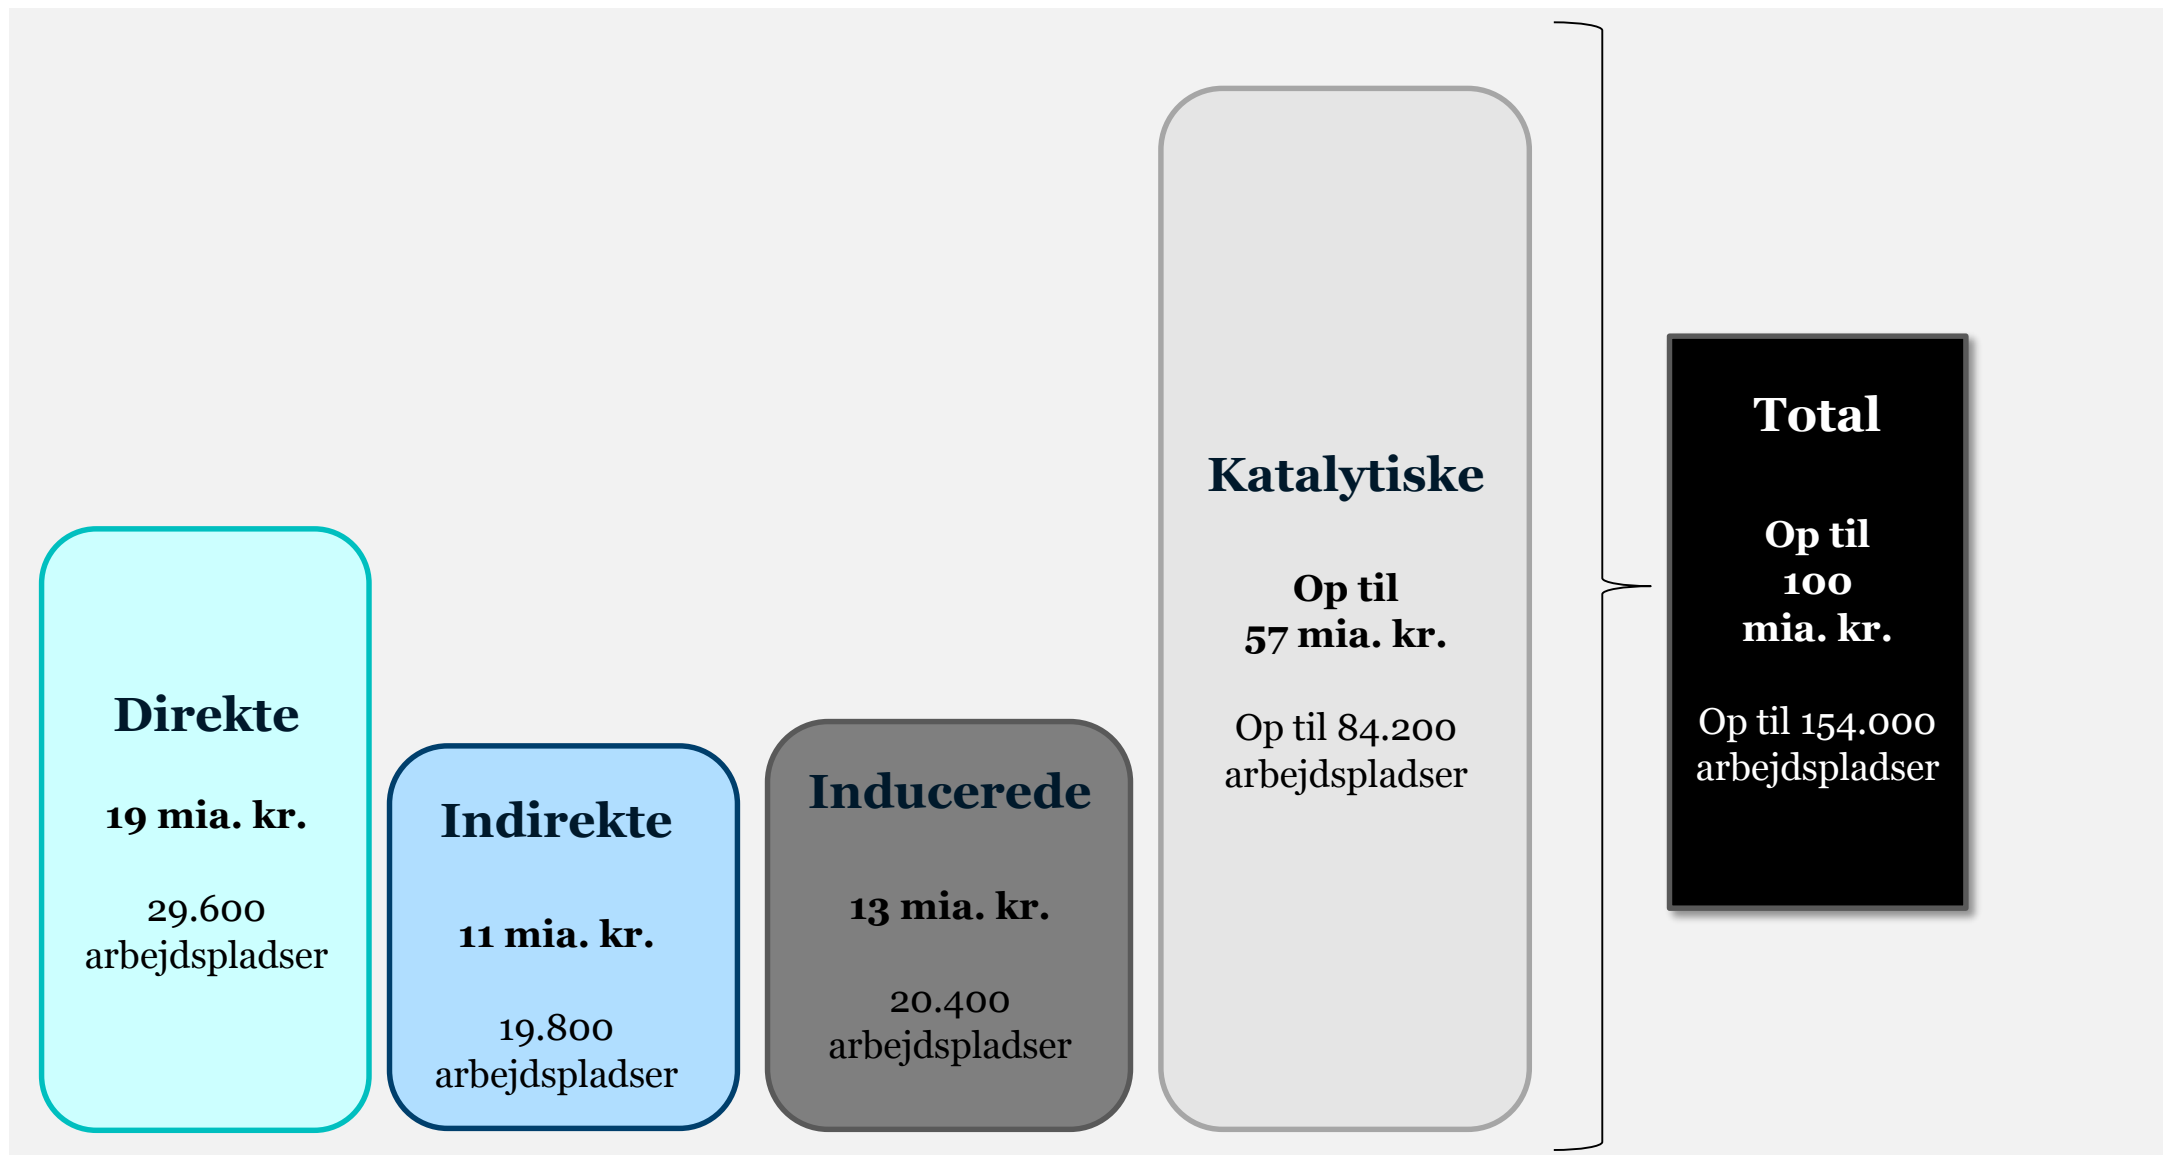 Direkte
19 mia. kr.
29.600
arbejdspladser
Indirekte
11 mia. kr.
19.800
arbejdspladser
Inducerede
13 mia. kr.
20.400
arbejdspladser
Katalytiske
Op til
57 mia. kr.
Op til 84.200
arbejdspladser
Total
Op til
100
mia. kr.
Op til 154.000
arbejdspladser